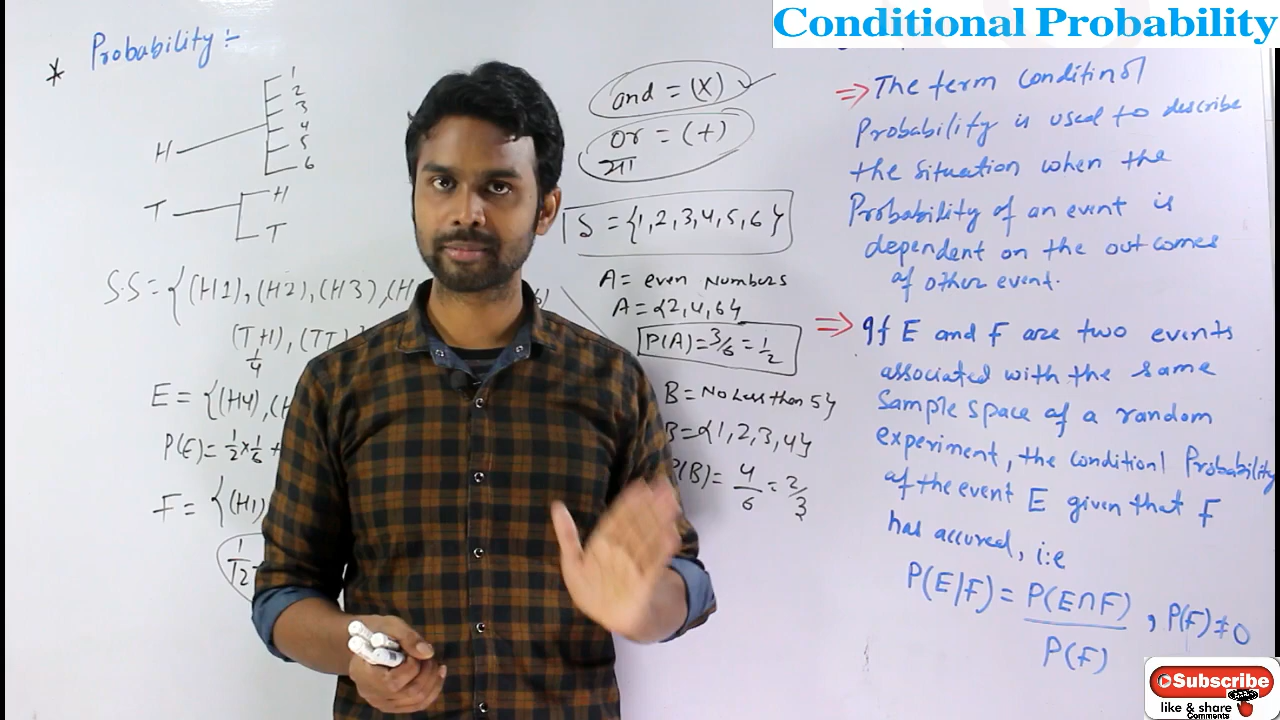 Conditional Probability
* Probability :-
H
1
2
3
4
5
6
T
H
T
S.S = {(H1), (H2), (H3), (H
(T
1/4
), (TT)
E = {(H4), (H
P(E) = 1/2 × 1/6 +
F = {(H1)
1/12
and = (×)
or = (+)
या
S = {1,2,3,4,5,6}
A = even numbers
A = {2,4,6}
P(A) = 3/6 = 1/2
B = No Less than 5}
B = {1,2,3,4}
P(B) = 4/6 = 2/3
⇒ The term
Probability is used to describe
the situation when the
Probability of an event is
dependent on the outcomes
of other event.
⇒ If E and F are two events
associated with the same
Sample space of a random
experiment, the Probability
of the event E given that F
has accured, i:e
P(E|F) = P(E∩F) / P(F) , P(F) ≠ 0
Subscribe
like & share
Comments